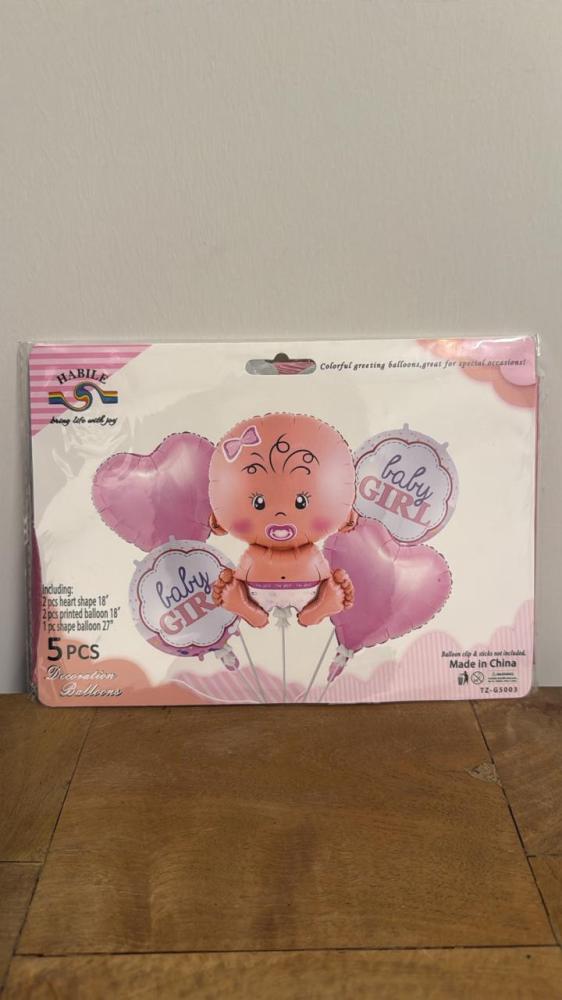 HABILE
bring life with joy
Colorful greeting balloons,great for special occasions!
baby
GIRL
baby
GIR
Including:
2 pcs heart shape 18"
2 pcs printed balloon 18"
1 pc shape balloon 27"
5 PCS
Decoration
Balloons
Balloon clip & sticks not included.
Made in China
WARNING
TZ-G5003